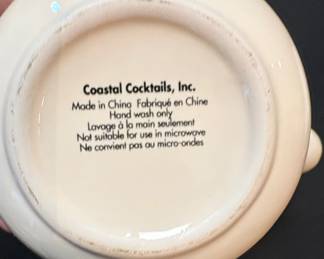 Coastal Cocktails, Inc.
Made in China Fabriqué en Chine
Hand wash only
Lavage à la main seulement
Not suitable for use in microwave
Ne convient pas au micro-ondes